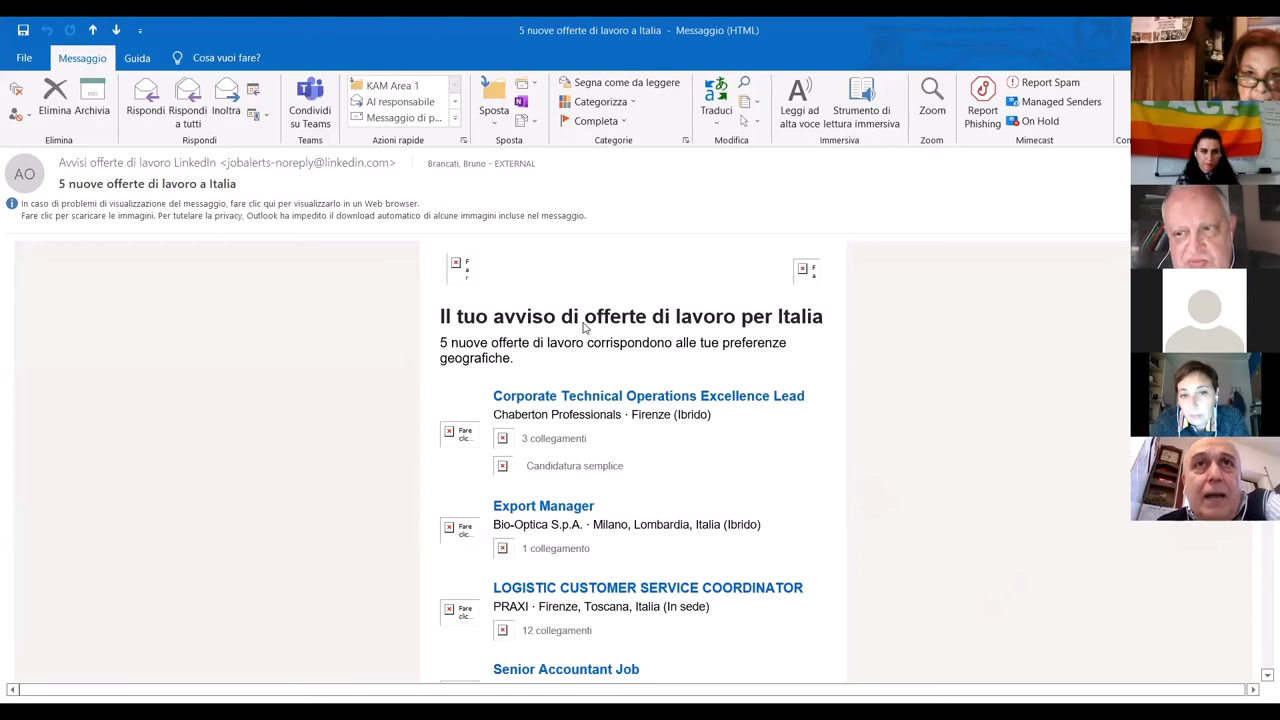 5 nuove offerte di lavoro a Italia - Messaggio (HTML)
File
Messaggio
Guida
Cosa vuoi fare?
Elimina
Archivia
Elimina
Rispondi
Rispondi a tutti
Inoltra
Rispondi
Condividi su Teams
Teams
KAM Area 1
Al responsabile
Messaggio di p...
Azioni rapide
Sposta
Sposta
Segna come da leggere
Categorizza
Completa
Categorie
Traduci
Leggi ad alta voce
Strumento di lettura immersiva
Immersiva
Zoom
Zoom
Report Phishing
Report Spam
Managed Senders
On Hold
Mimecast
AO
Avvisi offerte di lavoro LinkedIn <jobalerts-noreply@linkedin.com>
Brancati, Bruno - EXTERNAL
5 nuove offerte di lavoro a Italia
In caso di problemi di visualizzazione del messaggio, fare clic qui per visualizzarlo in un Web browser.
Fare clic per scaricare le immagini. Per tutelare la privacy, Outlook ha impedito il download automatico di alcune immagini incluse nel messaggio.
Il tuo avviso di offerte di lavoro per Italia
5 nuove offerte di lavoro corrispondono alle tue preferenze
geografiche.
Corporate Technical Operations Excellence Lead
Chaberton Professionals · Firenze (Ibrido)
Fare clic...
3 collegamenti
Candidatura semplice
Export Manager
Bio-Optica S.p.A. · Milano, Lombardia, Italia (Ibrido)
Fare clic...
1 collegamento
LOGISTIC CUSTOMER SERVICE COORDINATOR
PRAXI · Firenze, Toscana, Italia (In sede)
Fare clic...
12 collegamenti
Senior Accountant Job